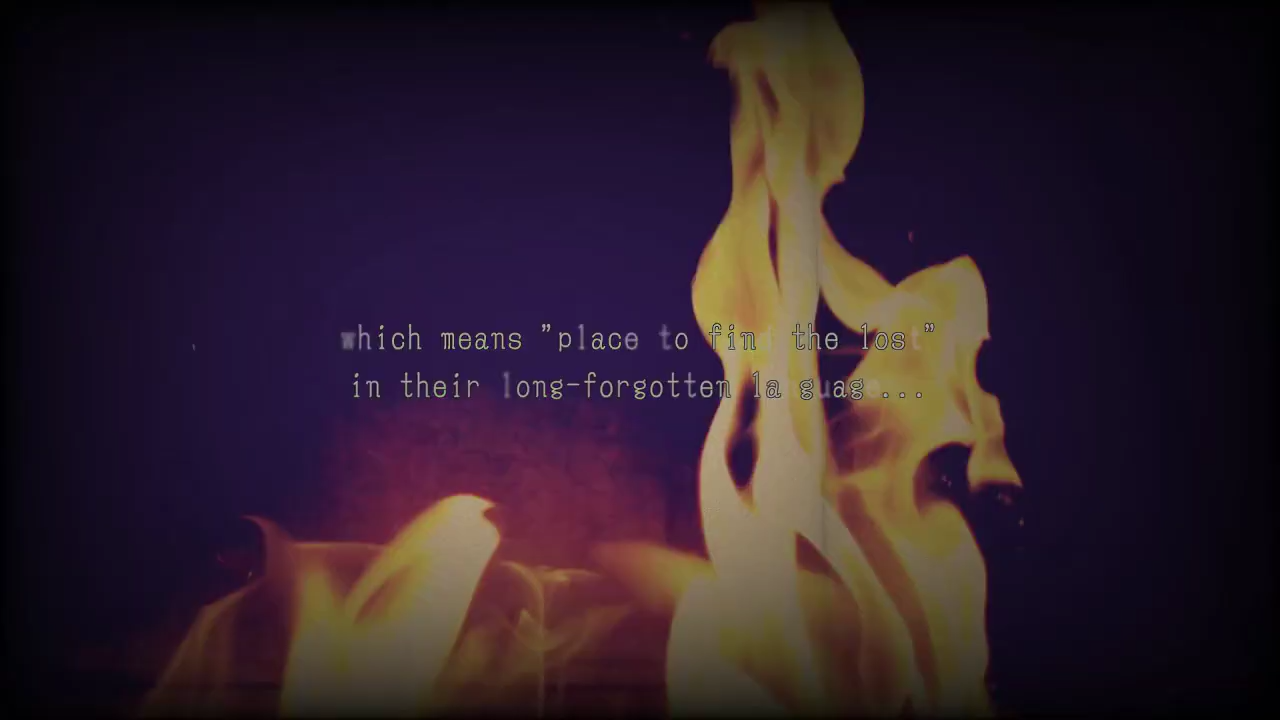 which means "place to find the lost"
in their long-forgotten language...